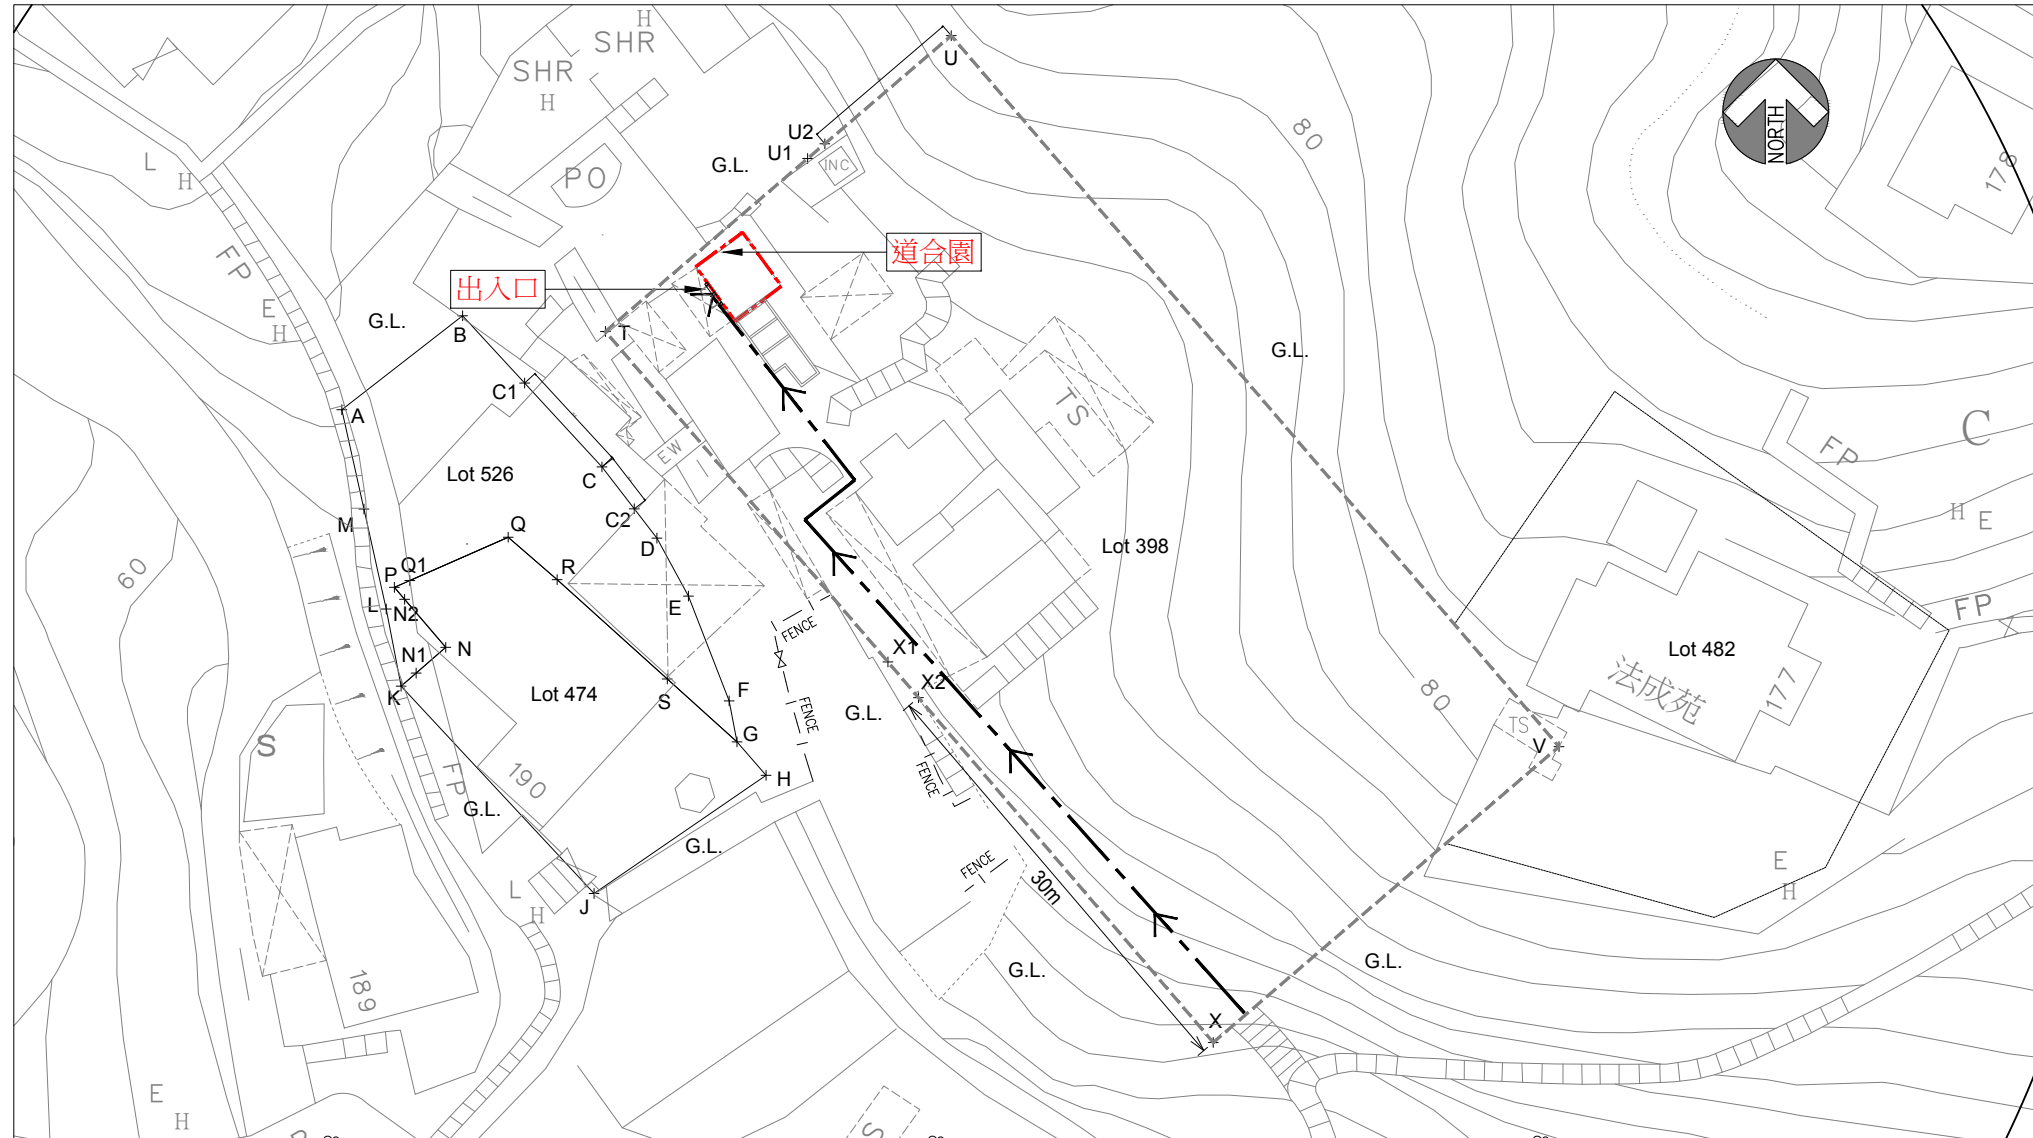 H
SHR
SHR
H
U
80
NORTH
U2
U1
INC
G.L.
L
H
PO
178
FP
道合園
出入口
E
H
G.L.
B
T
G.L.
C1
A
TS
C
FP
EW
Lot 526
C
C2
M
H
E
Q
D
Lot 398
60
P
Q1
R
L
N2
E
FP
FENCE
N
X1
Lot 482
N1
法成苑
K
Lot 474
S
F
X2
80
177
FENCE
G.L.
TS
V
S
G
FP
190
H
FENCE
G.L.
G.L.
FENCE
E
H
L
H
J
30m
G.L.
G.L.
189
X
E
H
S